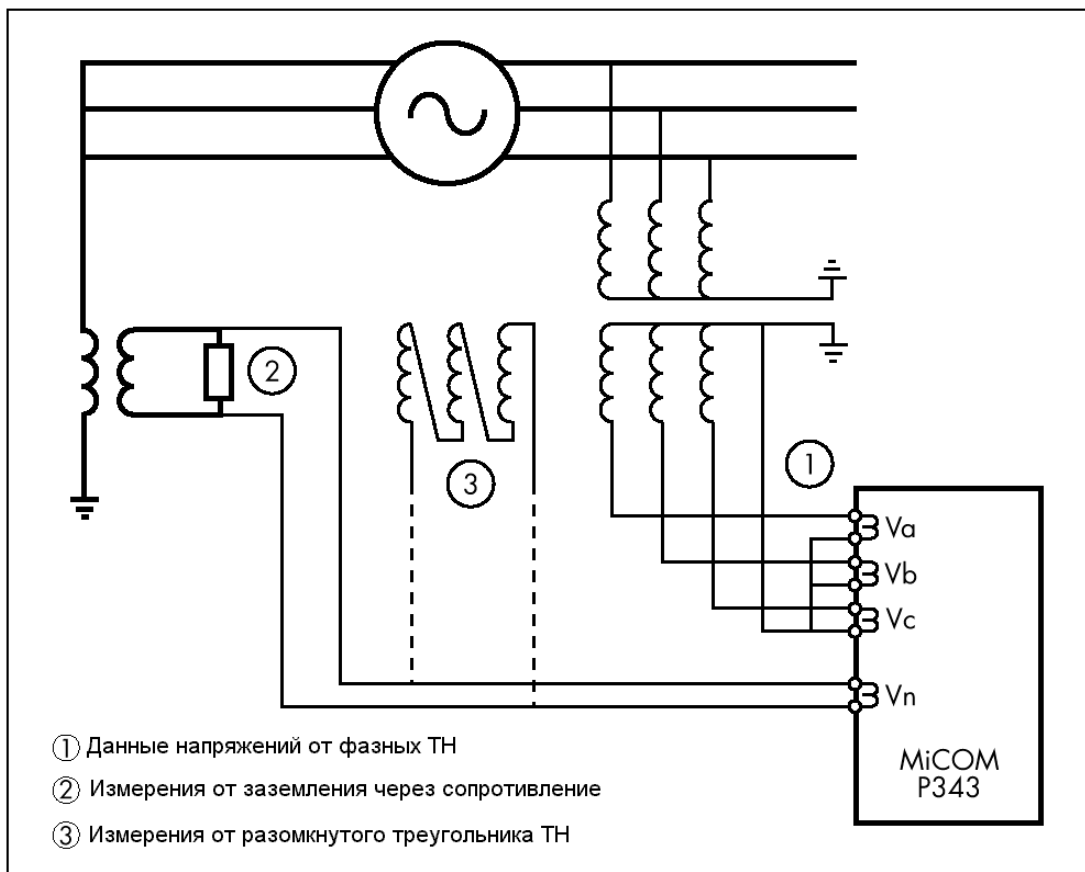 2
3
1
Va
Vb
Vc
Vn
MiCOM
P343
1 Данные напряжений от фазных ТН
2 Измерения от заземления через сопротивление
3 Измерения от разомкнутого треугольника ТН